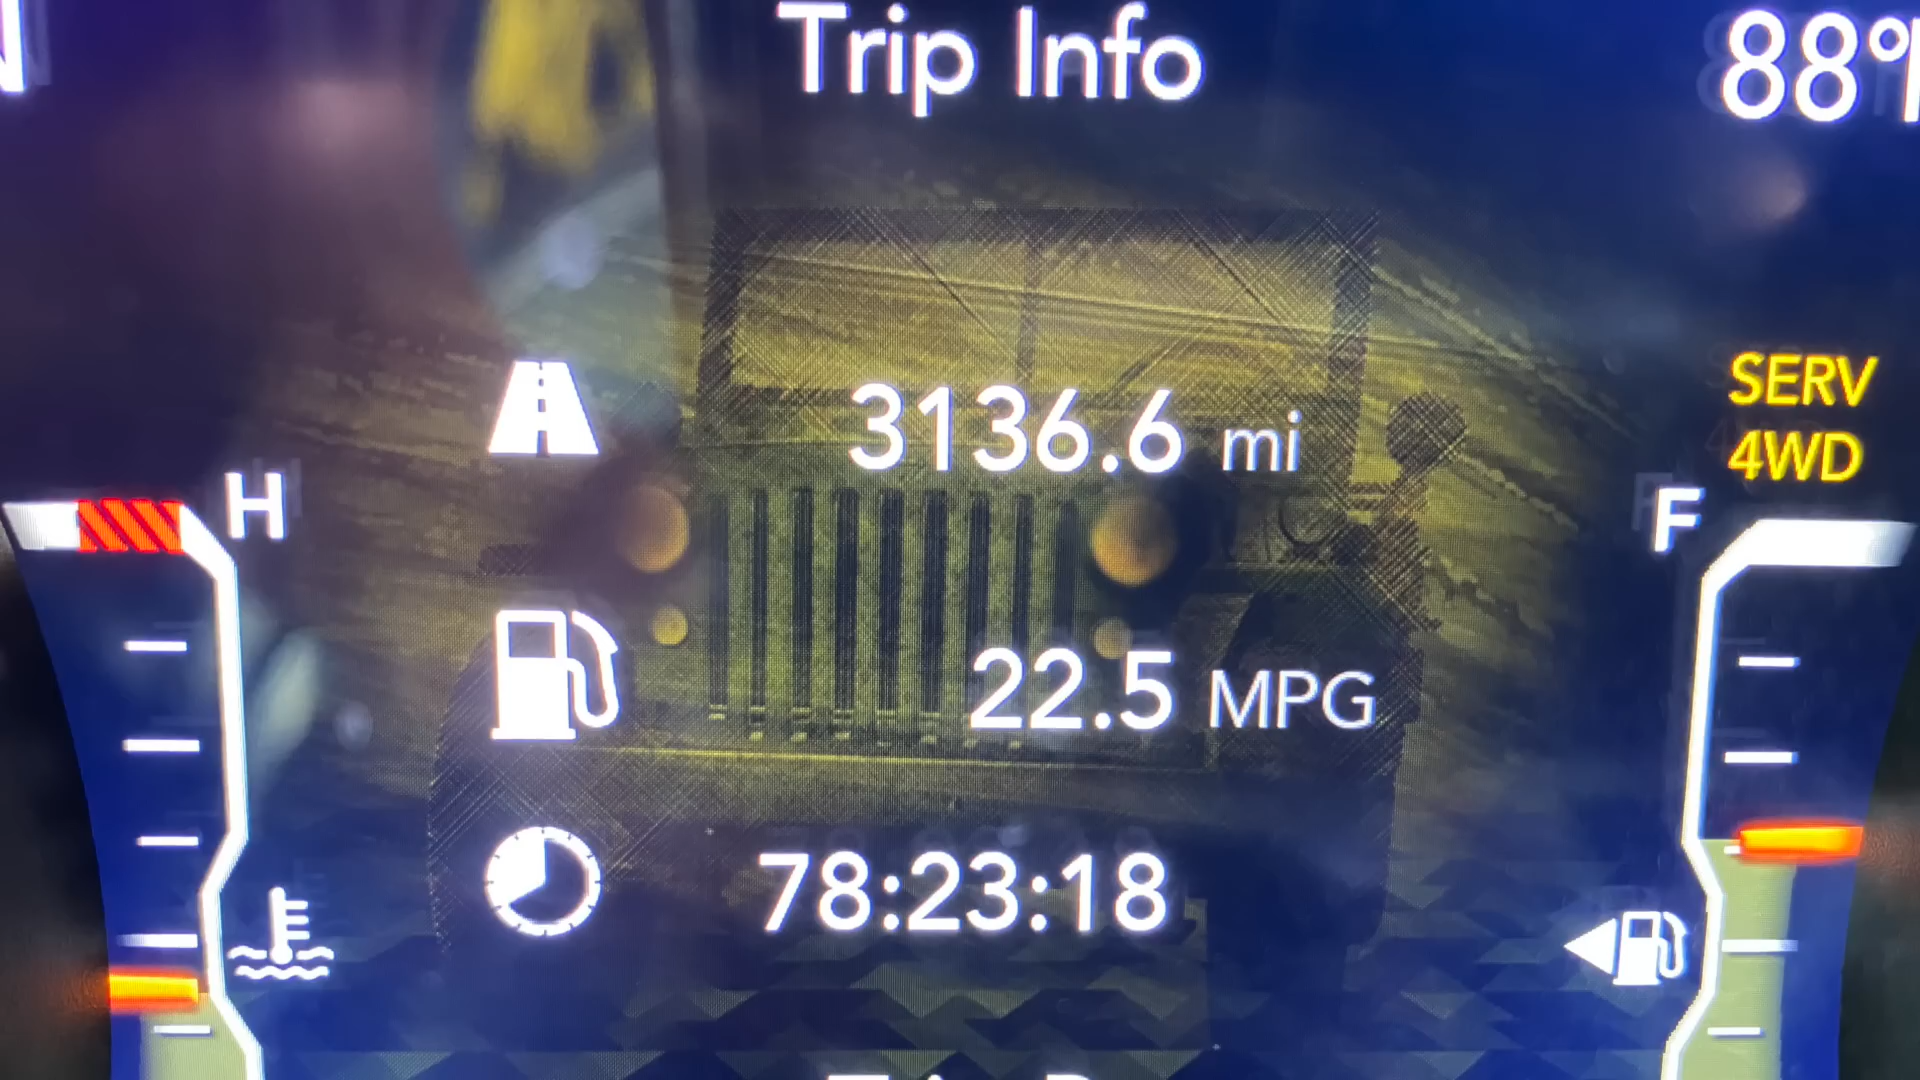 Trip Info
88°
SERV
4WD
3136.6 mi
H
F
22.5 MPG
78:23:18